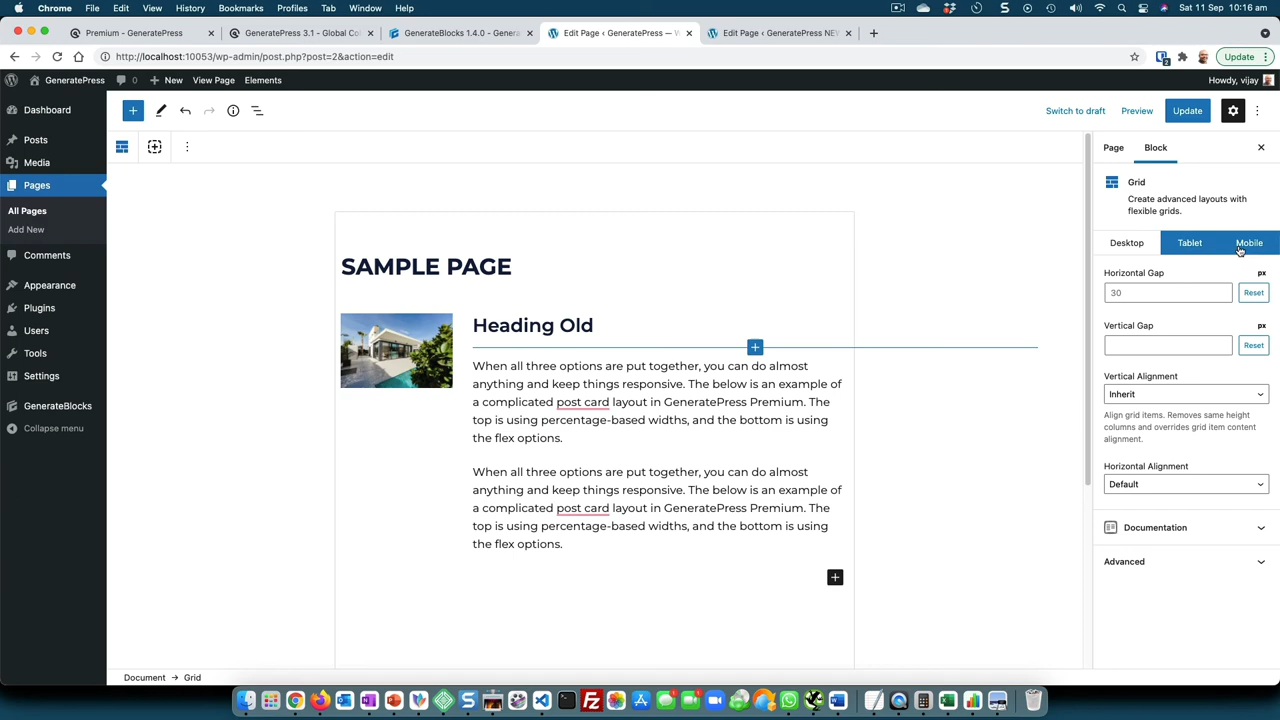 Chrome File Edit View History Bookmarks Profiles Tab Window Help Sat 11 Sep 10:16 am
Premium - GeneratePress
GeneratePress 3.1 - Global Co
GenerateBlocks 1.4.0 - Genera
Edit Page ‹ GeneratePress — W
Edit Page ‹ GeneratePress NEW
http://localhost:10053/wp-admin/post.php?post=2&action=edit
2
Update
GeneratePress 0 New View Page Elements Howdy, vijay
Dashboard
Posts
Media
Pages
All Pages
Add New
Comments
Appearance
Plugins
Users
Tools
Settings
GenerateBlocks
Collapse menu
Switch to draft Preview Update
SAMPLE PAGE
Heading Old
When all three options are put together, you can do almost
anything and keep things responsive. The below is an example of
a complicated post card layout in GeneratePress Premium. The
top is using percentage-based widths, and the bottom is using
the flex options.
When all three options are put together, you can do almost
anything and keep things responsive. The below is an example of
a complicated post card layout in GeneratePress Premium. The
top is using percentage-based widths, and the bottom is using
the flex options.
Page Block
Grid
Create advanced layouts with
flexible grids.
Desktop Tablet Mobile
Horizontal Gap px
30 Reset
Vertical Gap px
Reset
Vertical Alignment
Inherit
Align grid items. Removes same height
columns and overrides grid item content
alignment.
Horizontal Alignment
Default
Documentation
Advanced
Document → Grid